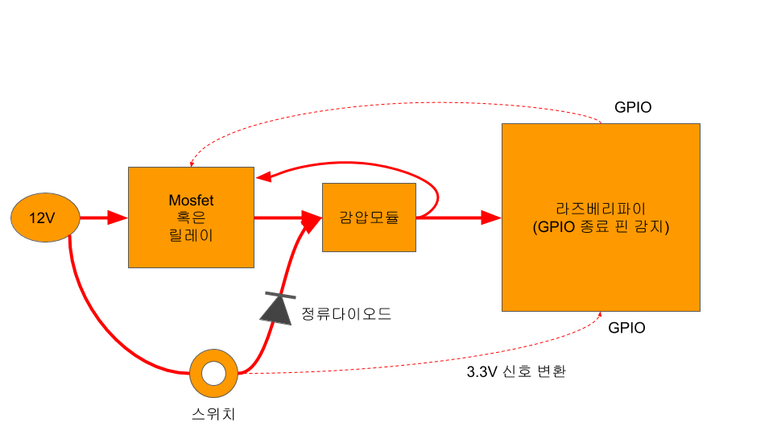 GPIO
Mosfet
혹은
릴레이
12V
감압모듈
라즈베리파이
(GPIO 종료 핀 감지)
정류다이오드
GPIO
3.3V 신호 변환
스위치